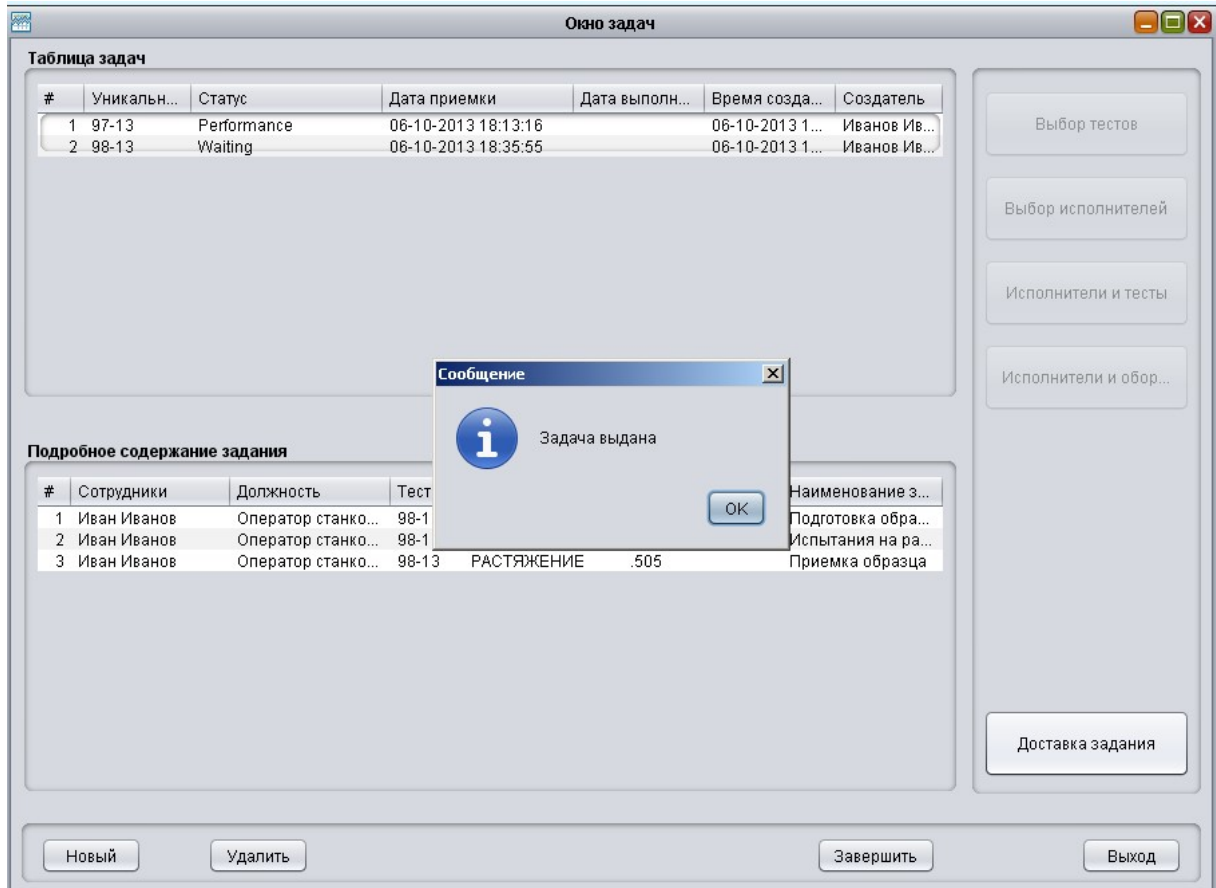 Окно задач
Таблица задач
# Уникальн... Статус Дата приемки Дата выполн... Время созда... Создатель
1 97-13 Performance 06-10-2013 18:13:16 06-10-2013 1... Иванов Ив...
2 98-13 Waiting 06-10-2013 18:35:55 06-10-2013 1... Иванов Ив...
Выбор тестов
Выбор исполнителей
Исполнители и тесты
Исполнители и обор...
Сообщение
Задача выдана
OK
Подробное содержание задания
# Сотрудники Должность Тест Наименование з...
1 Иван Иванов Оператор станко... 98-1 Подготовка обра...
2 Иван Иванов Оператор станко... 98-1 Испытания на ра...
3 Иван Иванов Оператор станко... 98-13 РАСТЯЖЕНИЕ .505 Приемка образца
Доставка задания
Новый Удалить Завершить Выход